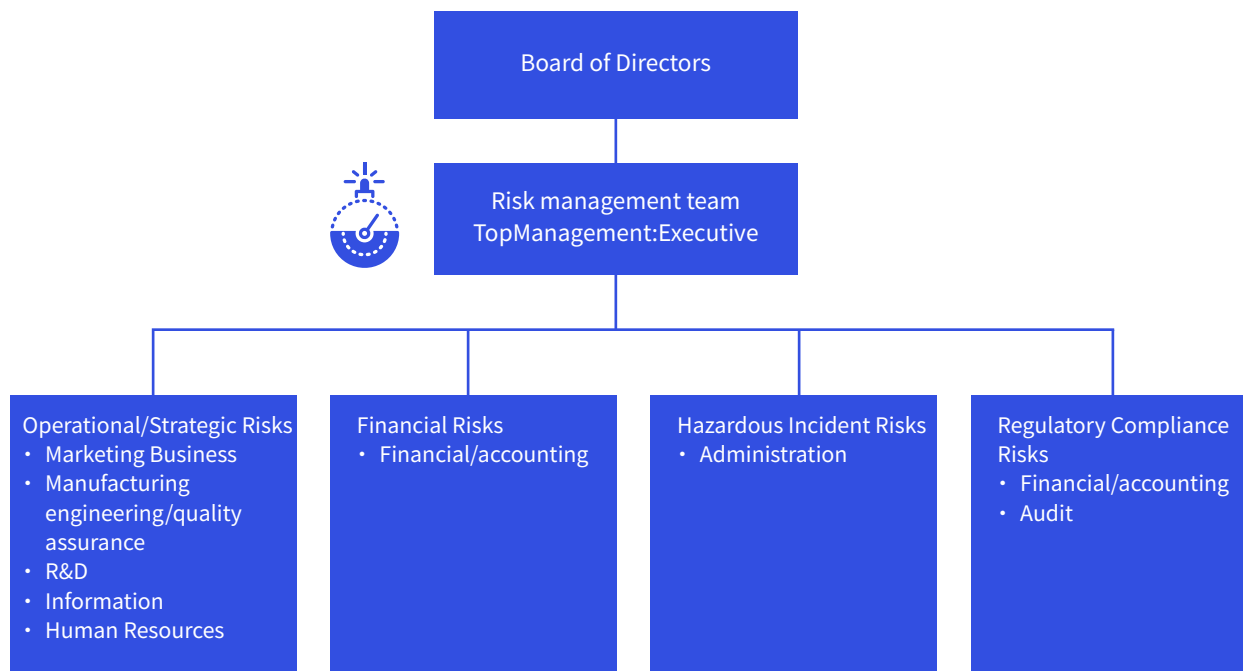 Board of Directors
Risk management team
TopManagement:Executive
Operational/Strategic Risks
・ Marketing Business
・ Manufacturing
engineering/quality
assurance
・ R&D
・ Information
・ Human Resources
Financial Risks
・ Financial/accounting
Hazardous Incident Risks
・ Administration
Regulatory Compliance
Risks
・ Financial/accounting
・ Audit